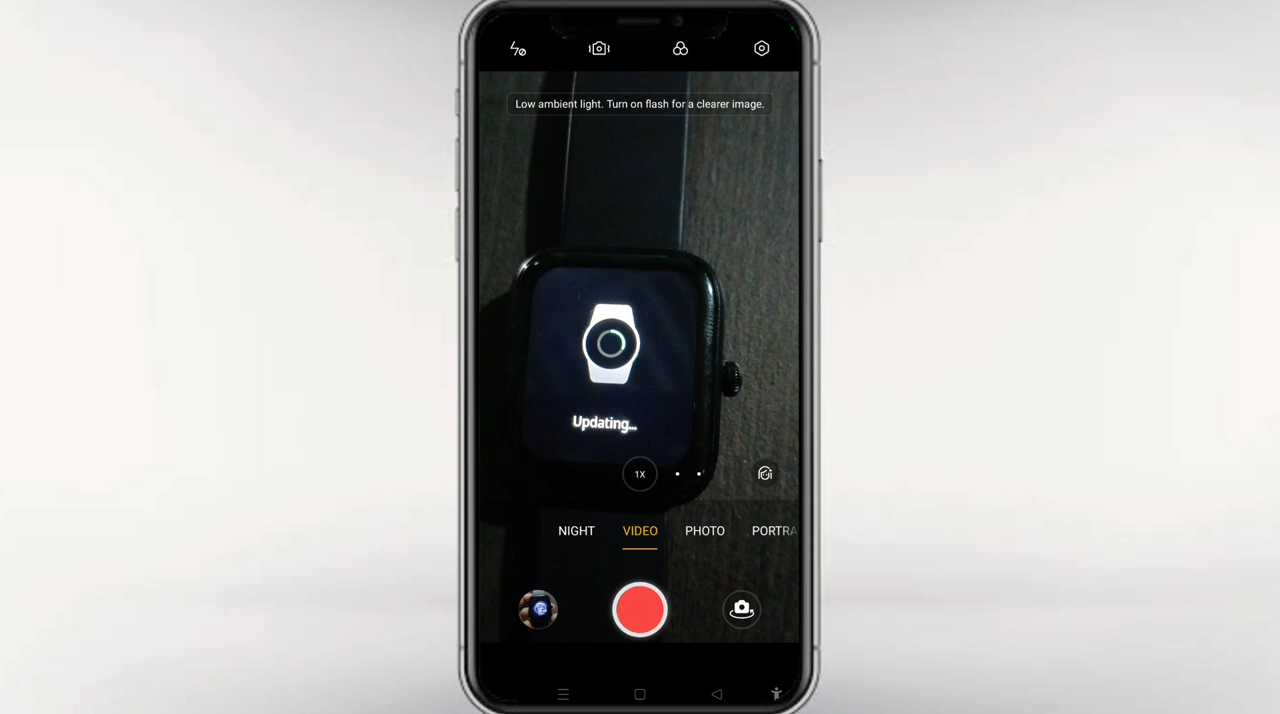 Low ambient light. Turn on flash for a clearer image.
Updating...
1X
NIGHT VIDEO PHOTO PORTRA